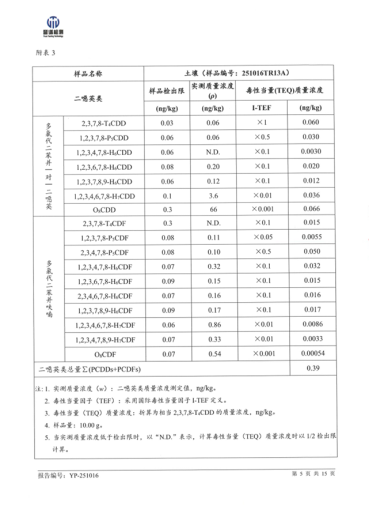 国清检测
附表 3
样品名称 土壤（样品编号：251016TR13A）
二噁英类 样品检出限 实测质量浓度(ρ) 毒性当量(TEQ)质量浓度
(ng/kg) (ng/kg) I-TEF (ng/kg)
多氯代二苯并-对-二噁英
2,3,7,8-T₄CDD 0.03 0.06 ×1 0.060
1,2,3,7,8-P₅CDD 0.06 0.06 ×0.5 0.030
1,2,3,4,7,8-H₆CDD 0.06 N.D. ×0.1 0.0030
1,2,3,6,7,8-H₆CDD 0.08 0.20 ×0.1 0.020
1,2,3,7,8,9-H₆CDD 0.06 0.12 ×0.1 0.012
1,2,3,4,6,7,8-H₇CDD 0.1 3.6 ×0.01 0.036
O₈CDD 0.3 66 ×0.001 0.066
多氯代二苯并呋喃
2,3,7,8-T₄CDF 0.3 N.D. ×0.1 0.015
1,2,3,7,8-P₅CDF 0.08 0.11 ×0.05 0.0055
2,3,4,7,8-P₅CDF 0.08 0.10 ×0.5 0.050
1,2,3,4,7,8-H₆CDF 0.07 0.32 ×0.1 0.032
1,2,3,6,7,8-H₆CDF 0.09 0.15 ×0.1 0.015
2,3,4,6,7,8-H₆CDF 0.07 0.16 ×0.1 0.016
1,2,3,7,8,9-H₆CDF 0.09 0.17 ×0.1 0.017
1,2,3,4,6,7,8-H₇CDF 0.06 0.86 ×0.01 0.0086
1,2,3,4,7,8,9-H₇CDF 0.07 0.33 ×0.01 0.0033
O₈CDF 0.07 0.54 ×0.001 0.00054
二噁英类总量∑(PCDDs+PCDFs) 0.39
注: 1. 实测质量浓度（w）：二噁英类质量浓度测定值，ng/kg。
2. 毒性当量因子（TEF）：采用国际毒性当量因子 I-TEF 定义。
3. 毒性当量（TEQ）质量浓度：折算为相当 2,3,7,8-T₄CDD 的质量浓度，ng/kg。
4. 样品量：10.00 g。
5. 当实测质量浓度低于检出限时，以“N.D.”表示，计算毒性当量（TEQ）质量浓度时以 1/2 检出限
计算。
报告编号：YP-251016 第 5 页 共 15 页